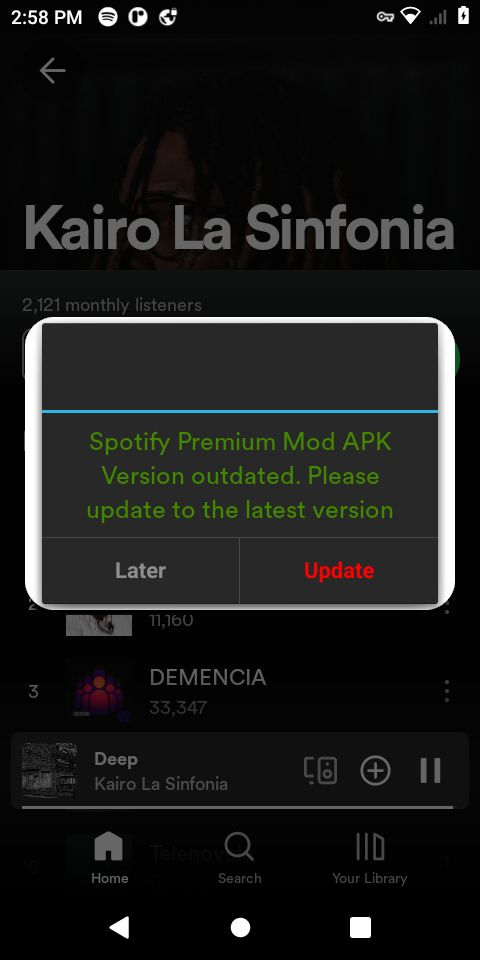 2:58 PM
Kairo La Sinfonia
2,121 monthly listeners
Spotify Premium Mod APK
Version outdated. Please
update to the latest version
Later
Update
2
11,160
3
DEMENCIA
33,347
Deep
Kairo La Sinfonia
Home
Search
Your Library